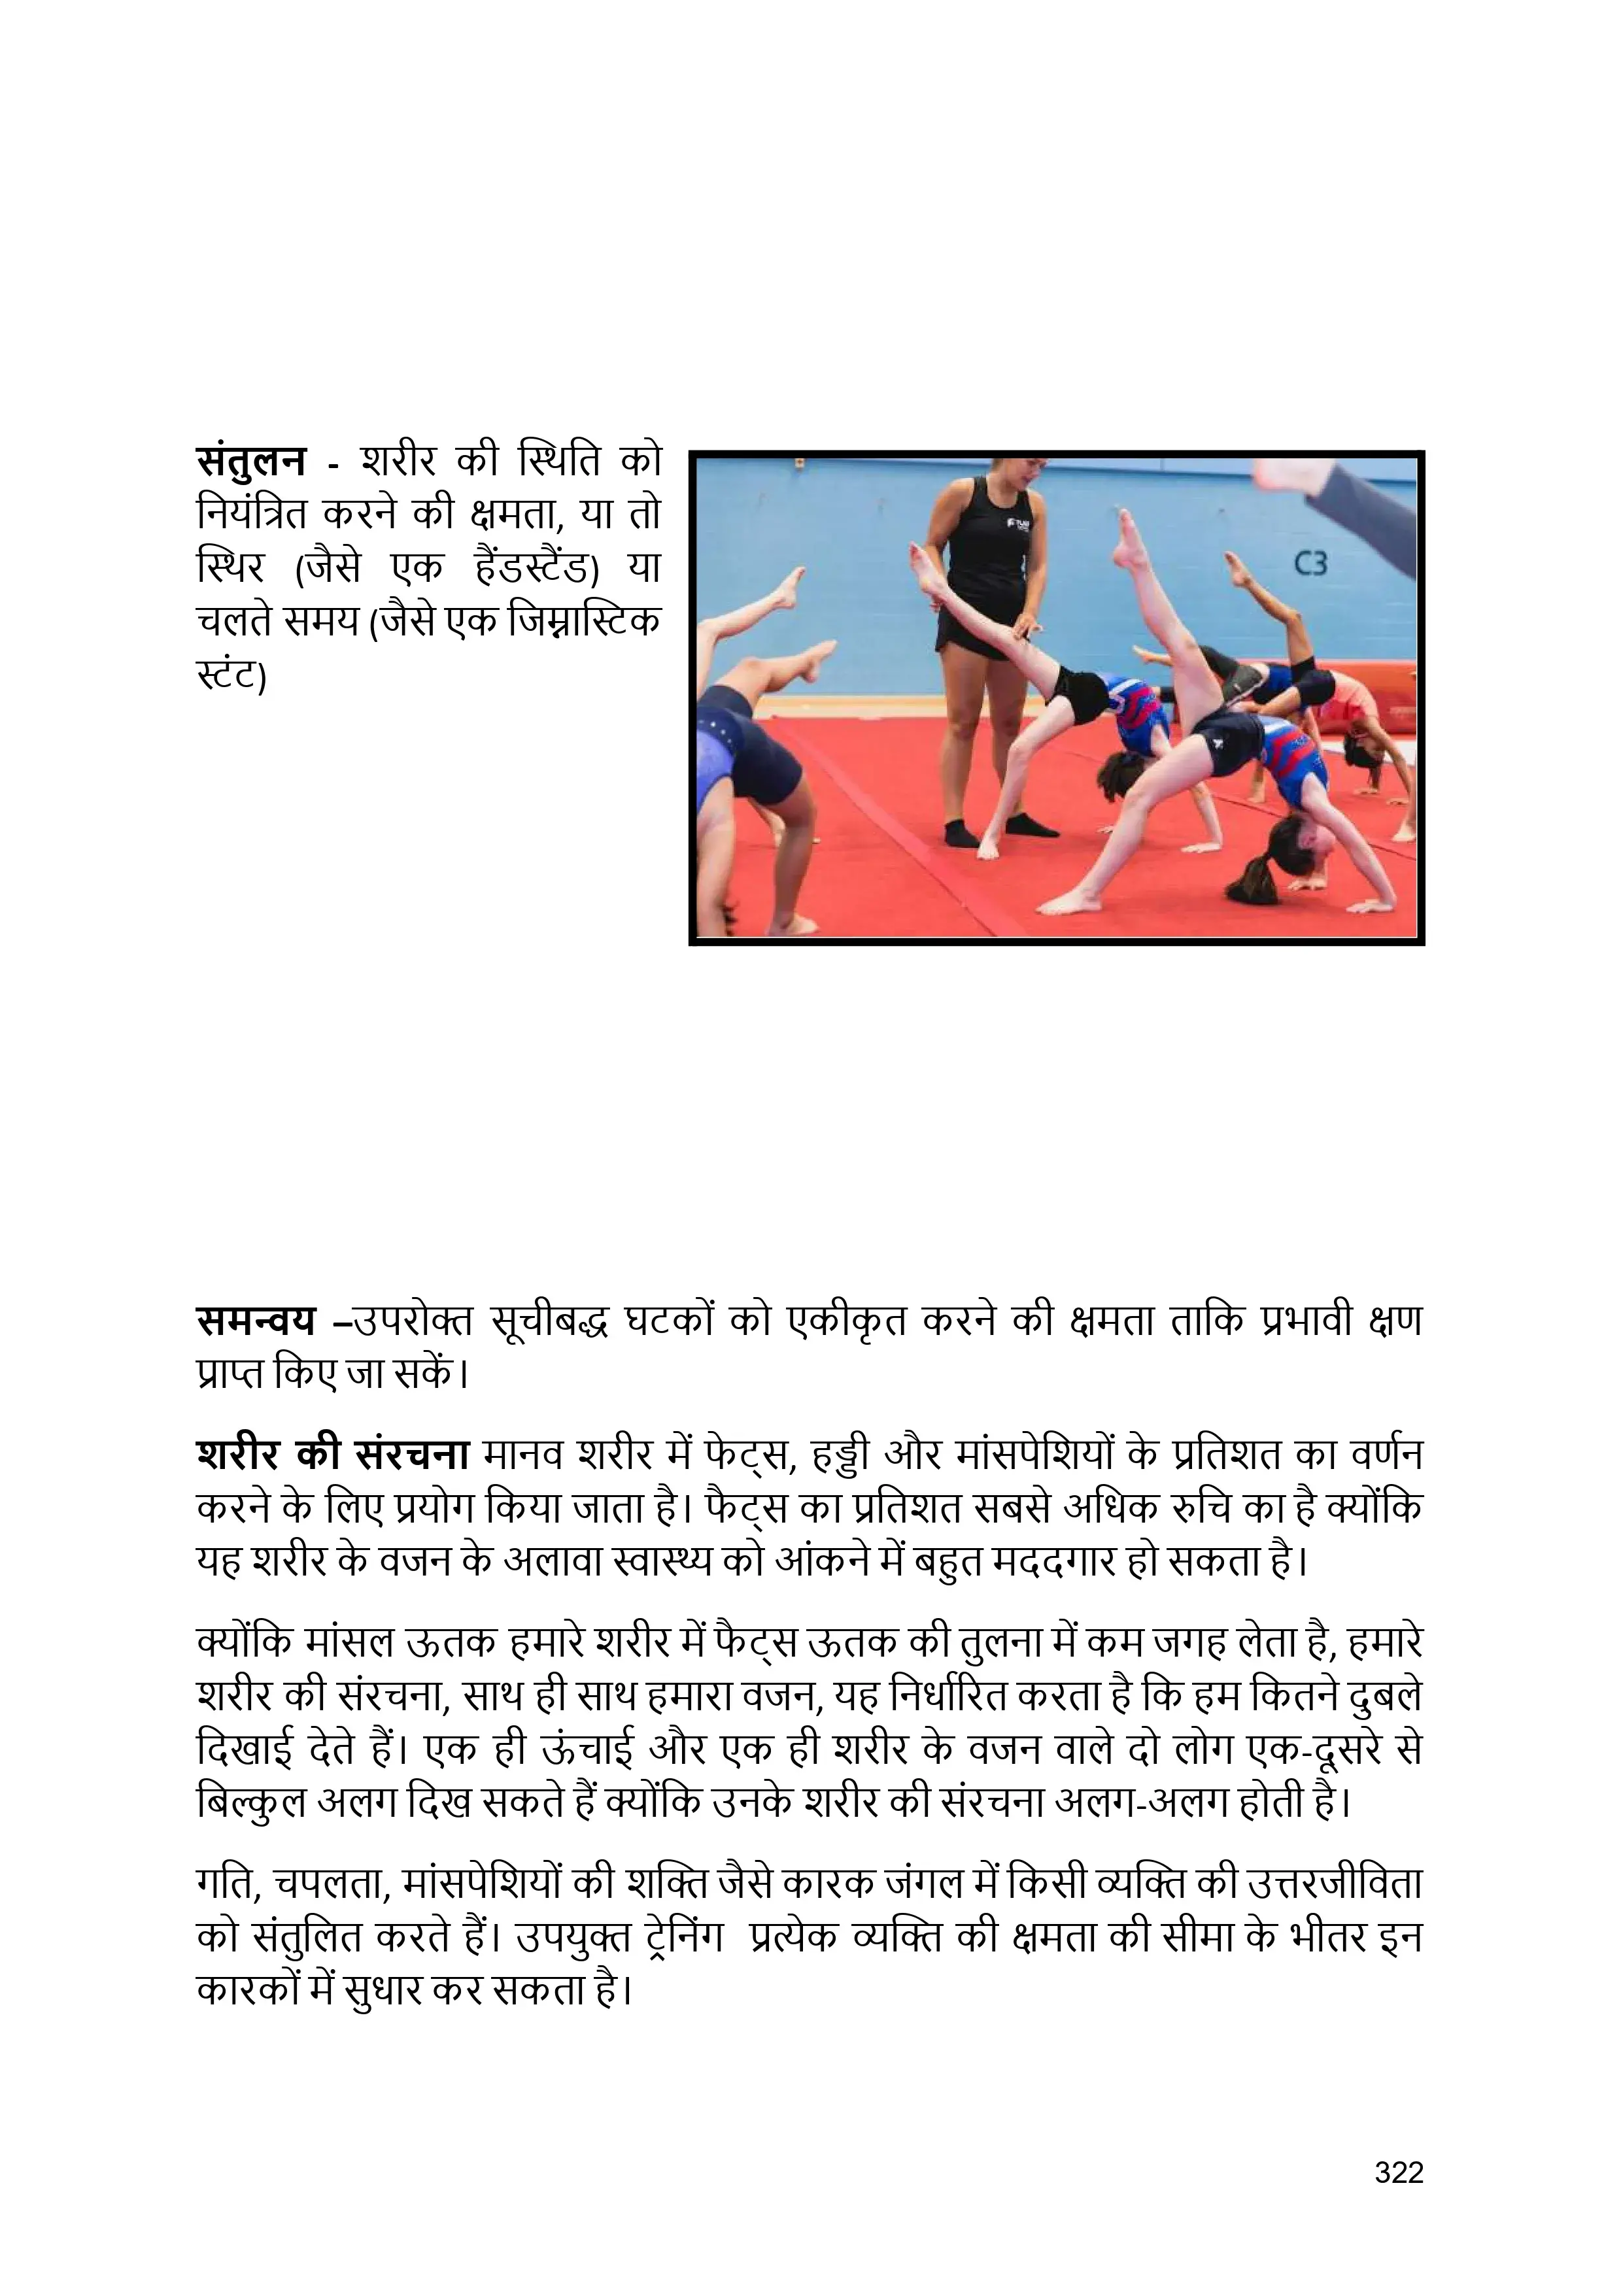 संतुलन - शरीर की स्थिति को
नियंत्रित करने की क्षमता, या तो
स्थिर (जैसे एक हैंडस्टैंड) या
चलते समय (जैसे एक जिम्नास्टिक
स्टंट)
C3
समन्वय –उपरोक्त सूचीबद्ध घटकों को एकीकृत करने की क्षमता ताकि प्रभावी क्षण
प्राप्त किए जा सकें।
शरीर की संरचना मानव शरीर में फेट्स, हड्डी और मांसपेशियों के प्रतिशत का वर्णन
करने के लिए प्रयोग किया जाता है। फैट्स का प्रतिशत सबसे अधिक रुचि का है क्योंकि
यह शरीर के वजन के अलावा स्वास्थ्य को आंकने में बहुत मददगार हो सकता है।
क्योंकि मांसल ऊतक हमारे शरीर में फैट्स ऊतक की तुलना में कम जगह लेता है, हमारे
शरीर की संरचना, साथ ही साथ हमारा वजन, यह निर्धारित करता है कि हम कितने दुबले
दिखाई देते हैं। एक ही ऊंचाई और एक ही शरीर के वजन वाले दो लोग एक-दूसरे से
बिल्कुल अलग दिख सकते हैं क्योंकि उनके शरीर की संरचना अलग-अलग होती है।
गति, चपलता, मांसपेशियों की शक्ति जैसे कारक जंगल में किसी व्यक्ति की उत्तरजीविता
को संतुलित करते हैं। उपयुक्त ट्रेनिंग प्रत्येक व्यक्ति की क्षमता की सीमा के भीतर इन
कारकों में सुधार कर सकता है।
322